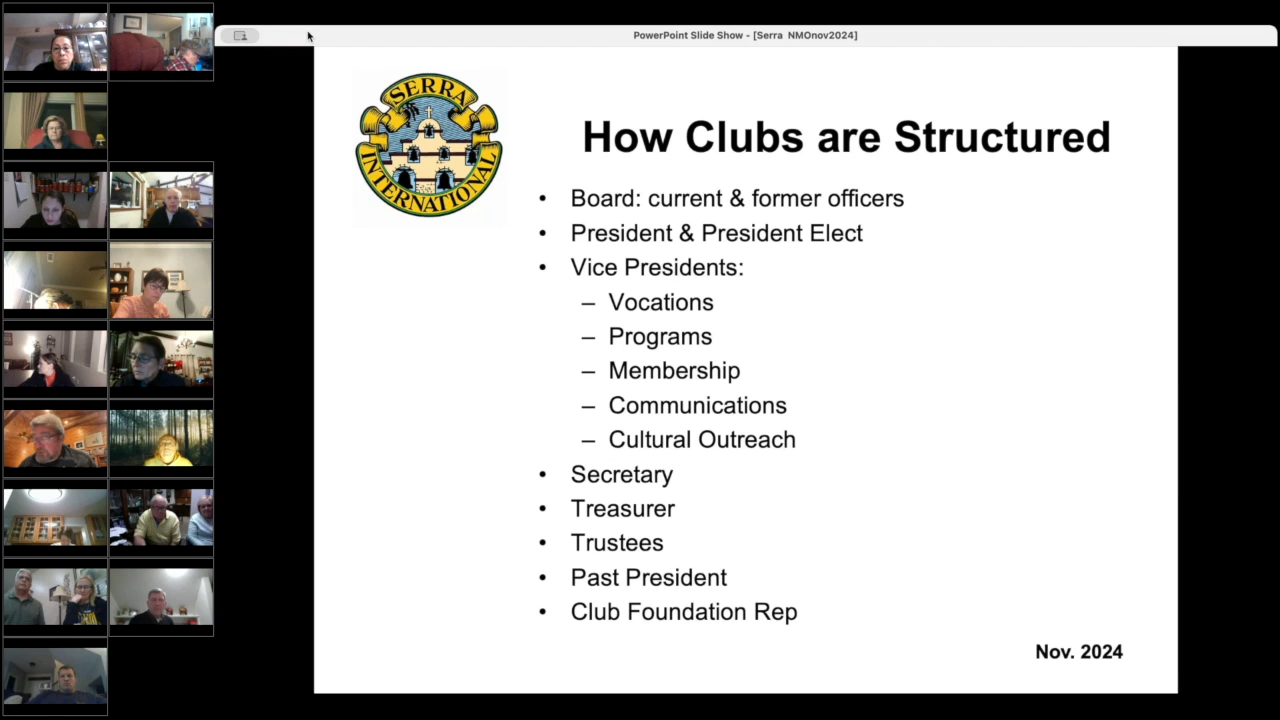 PowerPoint Slide Show - [Serra  NMOnov2024]
SERRA
INTERNATIONAL
How Clubs are Structured
• Board: current & former officers
• President & President Elect
• Vice Presidents:
– Vocations
– Programs
– Membership
– Communications
– Cultural Outreach
• Secretary
• Treasurer
• Trustees
• Past President
• Club Foundation Rep
Nov. 2024